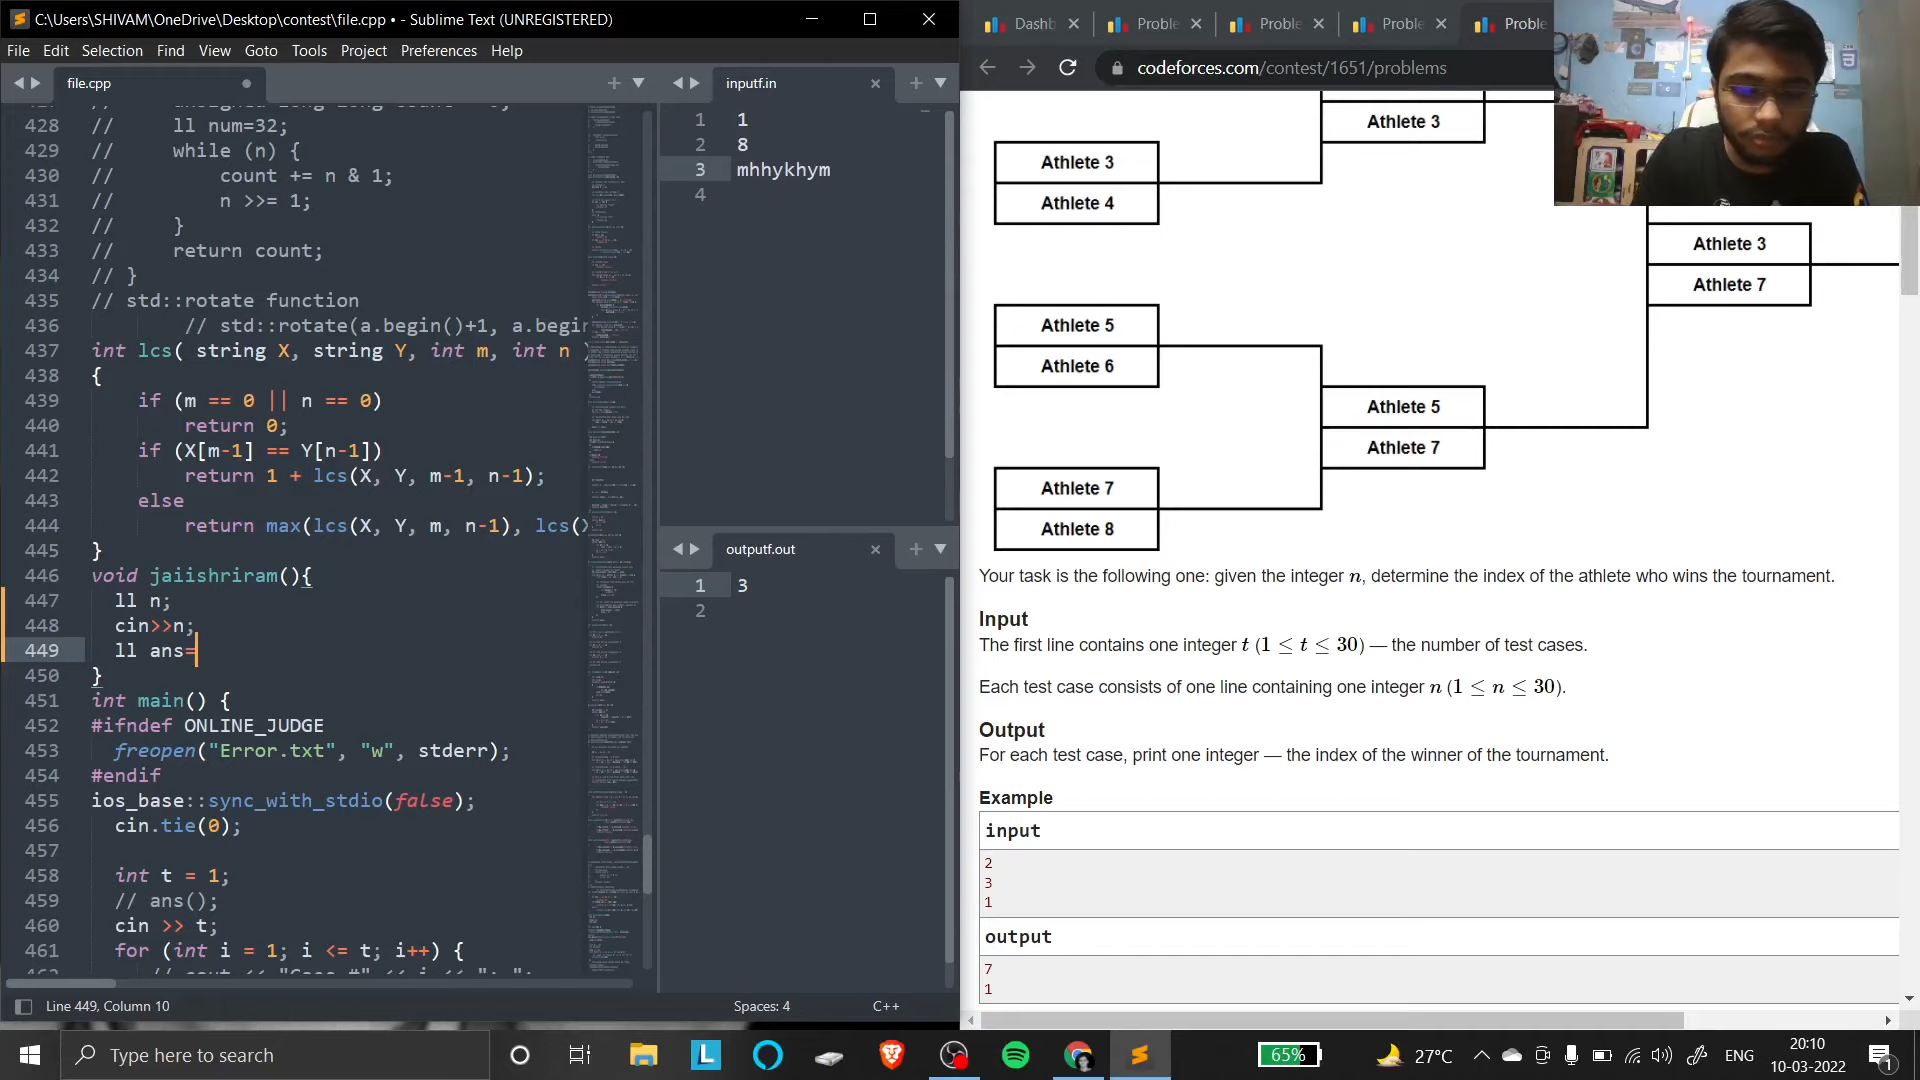 C:\Users\SHIVAM\OneDrive\Desktop\contest\file.cpp • - Sublime Text (UNREGISTERED)
File Edit Selection Find View Goto Tools Project Preferences Help
file.cpp
428 // ll num=32;
429 // while (n) {
430 // count += n & 1;
431 // n >>= 1;
432 // }
433 // return count;
434 // }
435 // std::rotate function
436 // std::rotate(a.begin()+1, a.begin
437 int lcs( string X, string Y, int m, int n )
438 {
439 if (m == 0 || n == 0)
440 return 0;
441 if (X[m-1] == Y[n-1])
442 return 1 + lcs(X, Y, m-1, n-1);
443 else
444 return max(lcs(X, Y, m, n-1), lcs(X
445 }
446 void jaiishriram(){
447 ll n;
448 cin>>n;
449 ll ans=
450 }
451 int main() {
452 #ifndef ONLINE_JUDGE
453 freopen("Error.txt", "w", stderr);
454 #endif
455 ios_base::sync_with_stdio(false);
456 cin.tie(0);
457
458 int t = 1;
459 // ans();
460 cin >> t;
461 for (int i = 1; i <= t; i++) {
Line 449, Column 10
Spaces: 4
C++
inputf.in
1 1
2 8
3 mhhykhym
4
outputf.out
1 3
2
Dashb
Proble
Proble
Proble
Proble
codeforces.com/contest/1651/problems
Athlete 3
Athlete 3
Athlete 4
Athlete 3
Athlete 7
Athlete 5
Athlete 6
Athlete 5
Athlete 7
Athlete 7
Athlete 8
Your task is the following one: given the integer n, determine the index of the athlete who wins the tournament.
Input
The first line contains one integer t (1 ≤ t ≤ 30) — the number of test cases.
Each test case consists of one line containing one integer n (1 ≤ n ≤ 30).
Output
For each test case, print one integer — the index of the winner of the tournament.
Example
input
2
3
1
output
7
1
Type here to search
65%
27°C
ENG
20:10
10-03-2022
1